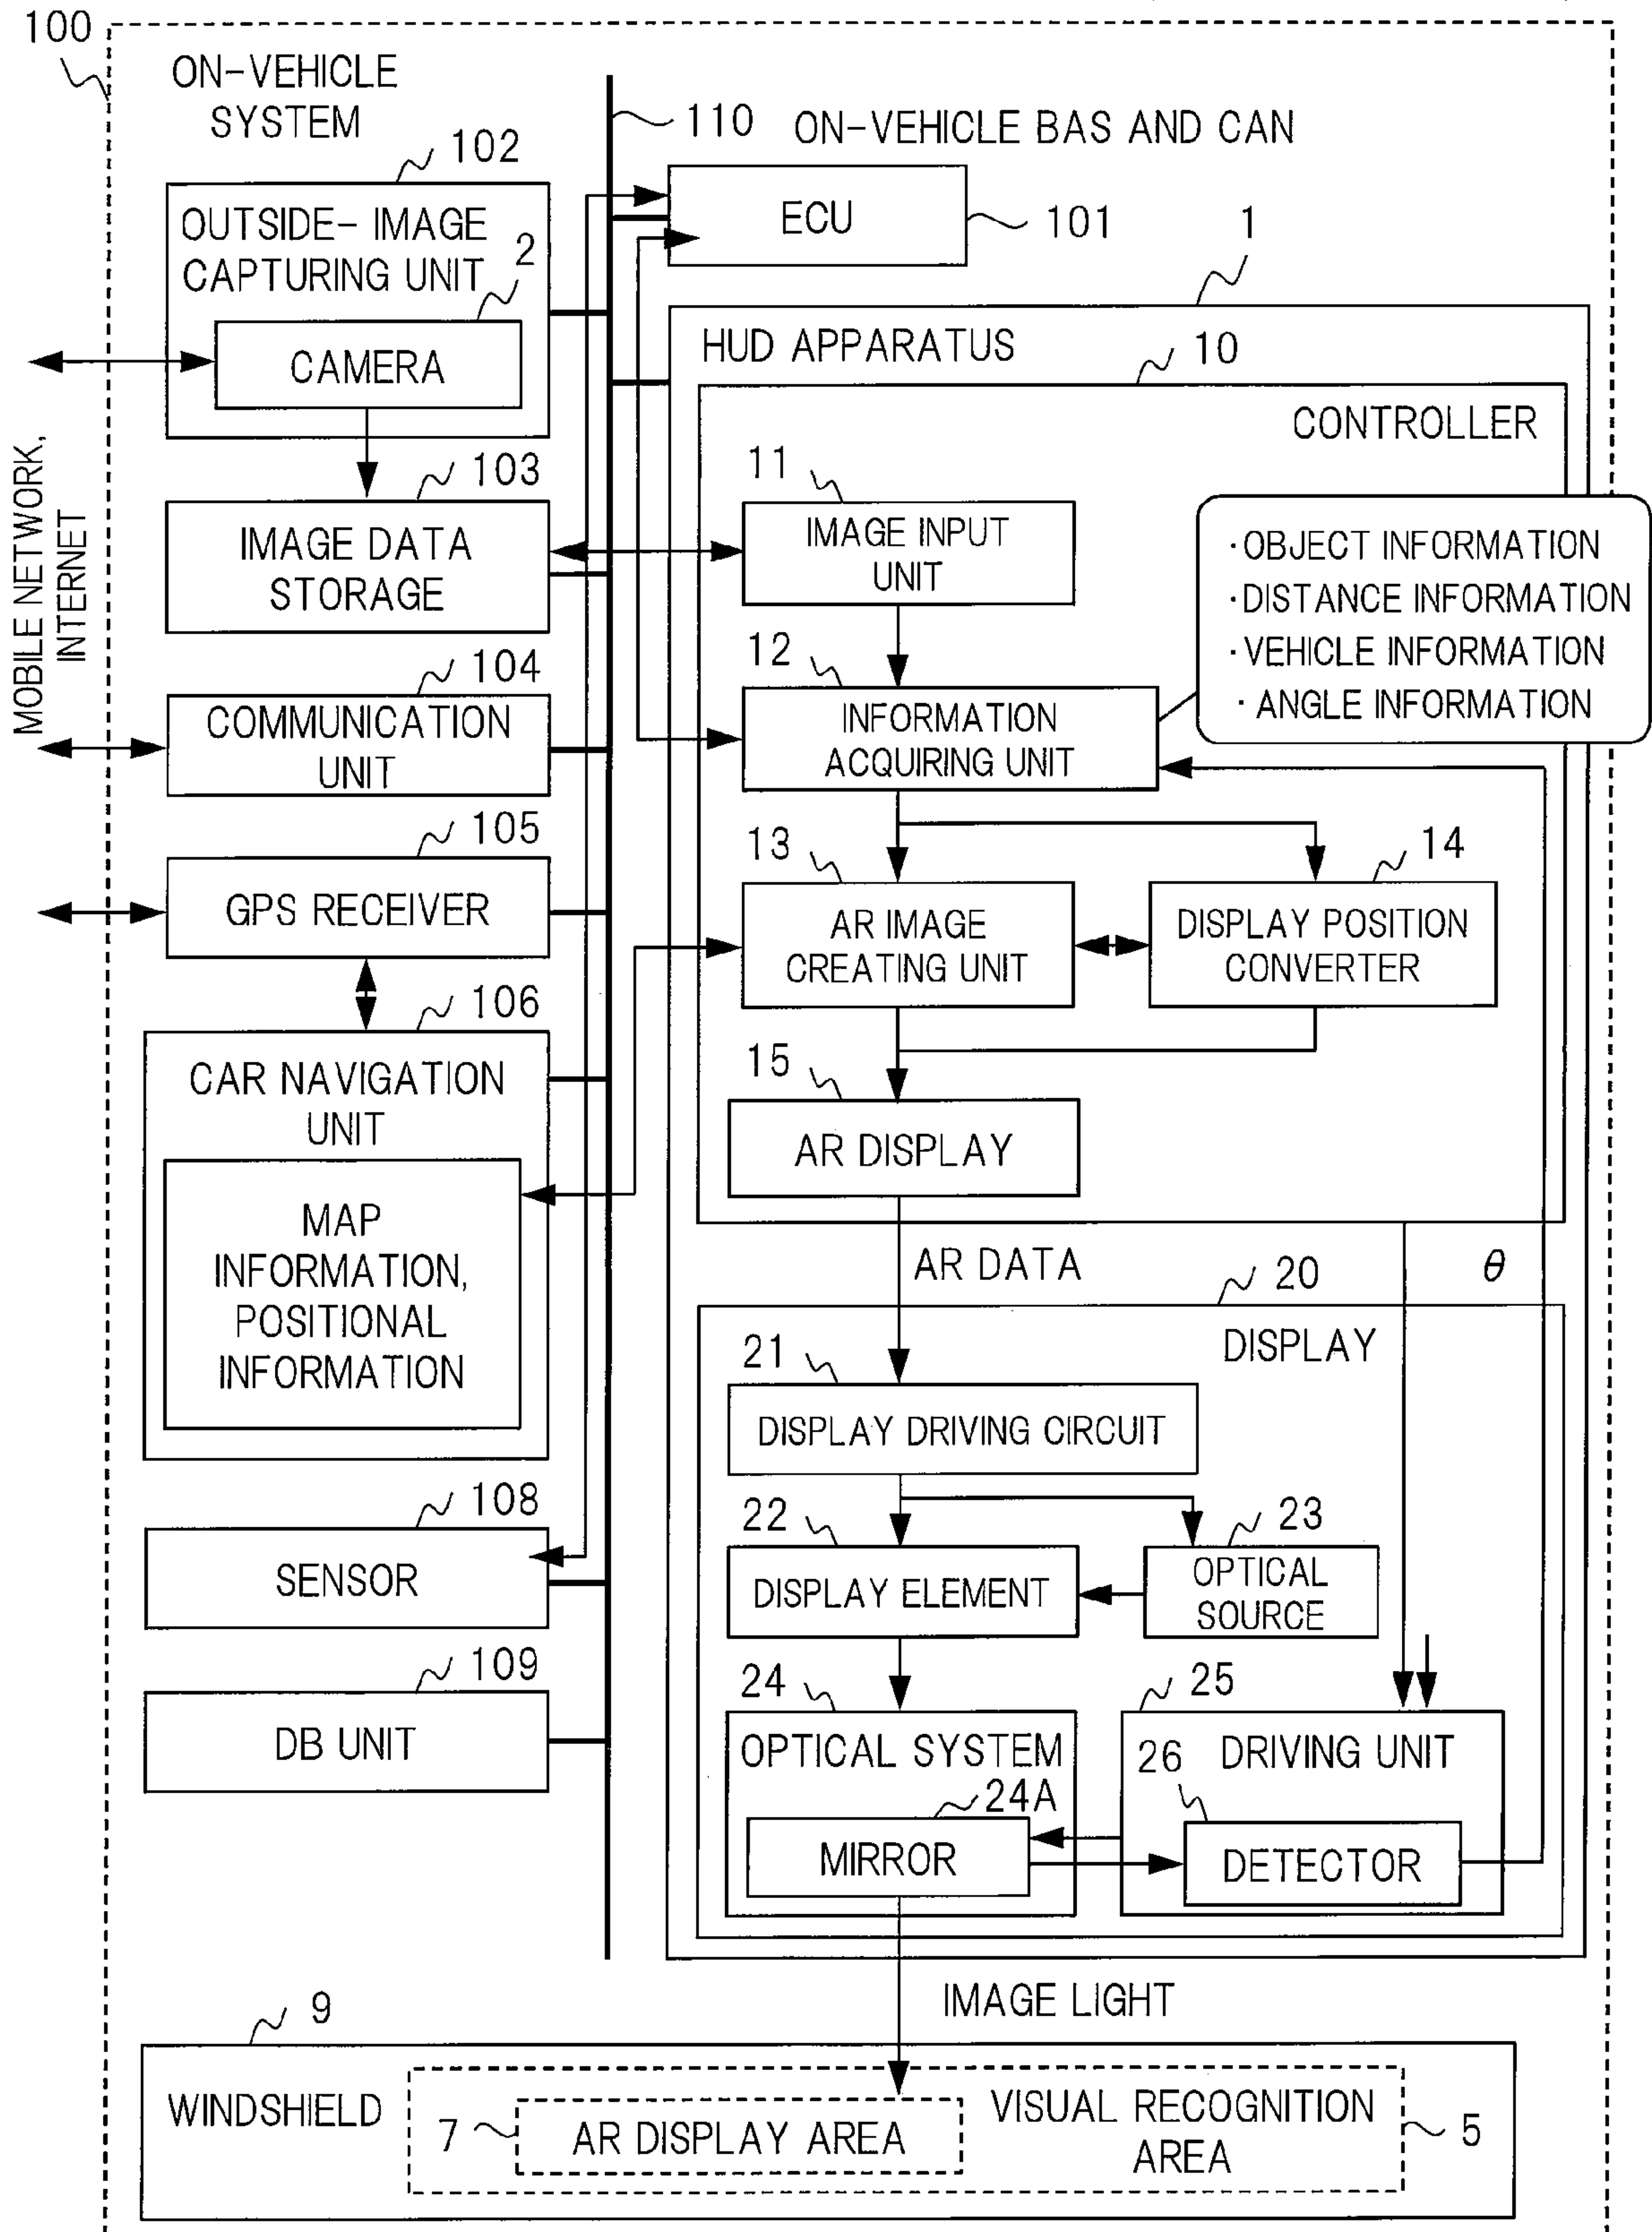 100
ON-VEHICLE
SYSTEM
110
ON-VEHICLE BAS AND CAN
102
OUTSIDE- IMAGE
CAPTURING UNIT
2
CAMERA
ECU
101
1
HUD APPARATUS
10
CONTROLLER
MOBILE NETWORK,
INTERNET
103
IMAGE DATA
STORAGE
11
IMAGE INPUT
UNIT
・OBJECT INFORMATION
・DISTANCE INFORMATION
・VEHICLE INFORMATION
・ANGLE INFORMATION
104
COMMUNICATION
UNIT
12
INFORMATION
ACQUIRING UNIT
105
GPS RECEIVER
13
AR IMAGE
CREATING UNIT
14
DISPLAY POSITION
CONVERTER
106
CAR NAVIGATION
UNIT
MAP
INFORMATION,
POSITIONAL
INFORMATION
15
AR DISPLAY
AR DATA
θ
20
DISPLAY
21
DISPLAY DRIVING CIRCUIT
108
SENSOR
22
DISPLAY ELEMENT
23
OPTICAL
SOURCE
109
DB UNIT
24
OPTICAL SYSTEM
24A
MIRROR
25
DRIVING UNIT
26
DETECTOR
IMAGE LIGHT
9
WINDSHIELD
7
AR DISPLAY AREA
VISUAL RECOGNITION
AREA
5